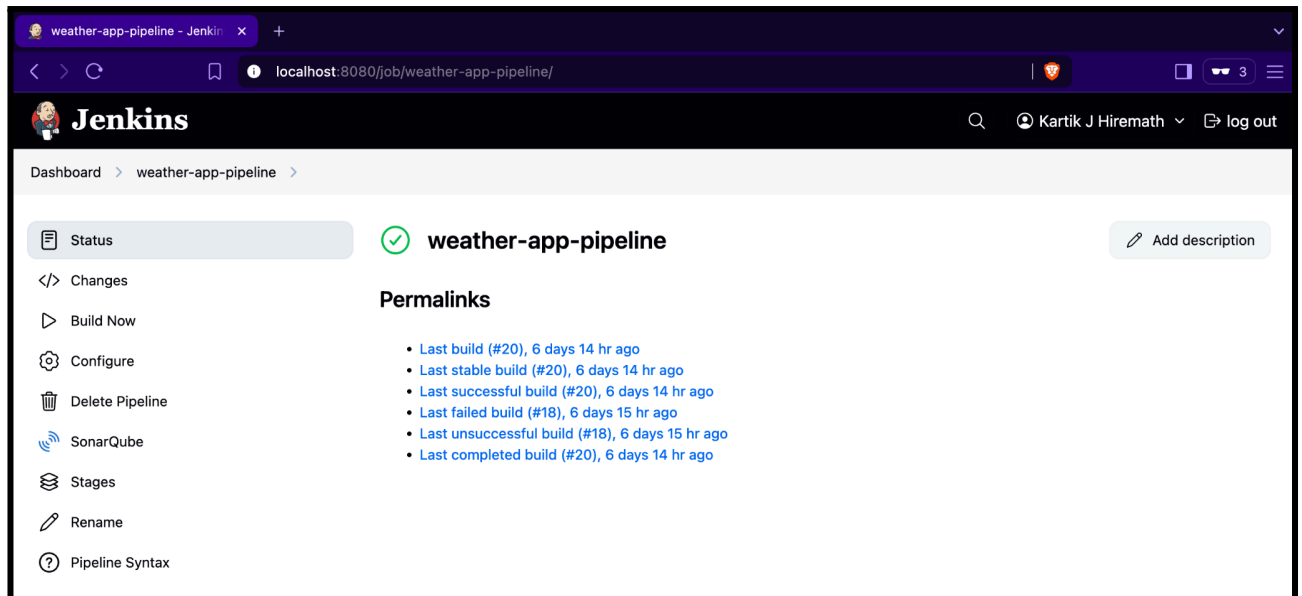 weather-app-pipeline - Jenkin
localhost:8080/job/weather-app-pipeline/
3
Jenkins
Kartik J Hiremath
log out
Dashboard
weather-app-pipeline
Status
Changes
Build Now
Configure
Delete Pipeline
SonarQube
Stages
Rename
Pipeline Syntax
weather-app-pipeline
Add description
Permalinks
Last build (#20), 6 days 14 hr ago
Last stable build (#20), 6 days 14 hr ago
Last successful build (#20), 6 days 14 hr ago
Last failed build (#18), 6 days 15 hr ago
Last unsuccessful build (#18), 6 days 15 hr ago
Last completed build (#20), 6 days 14 hr ago